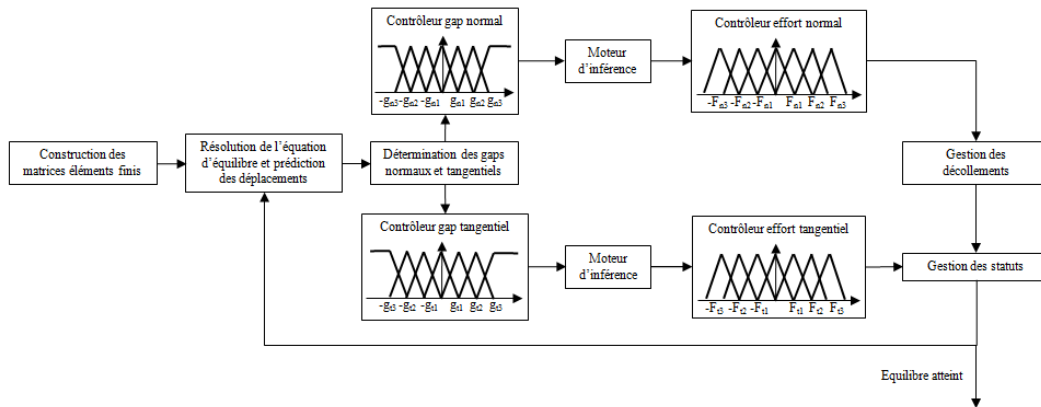 Contrôleur gap normal
-gn3 -gn2 -gn1 gn1 gn2 gn3
Moteur
d'inférence
Contrôleur effort normal
-Fn3 -Fn2 -Fn1 Fn1 Fn2 Fn3
Construction des
matrices éléments finis
Résolution de l'équation
d'équilibre et prédiction
des déplacements
Détermination des gaps
normaux et tangentiels
Gestion des
décollements
Contrôleur gap tangentiel
-gt3 -gt2 -gt1 gt1 gt2 gt3
Moteur
d'inférence
Contrôleur effort tangentiel
-Ft3 -Ft2 -Ft1 Ft1 Ft2 Ft3
Gestion des statuts
Equilibre atteint